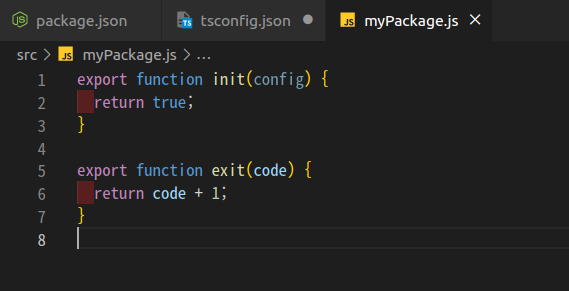 package.json tsconfig.json myPackage.js
src > JS myPackage.js > ...
1 export function init(config) {
2   return true;
3 }
4
5 export function exit(code) {
6   return code + 1;
7 }
8